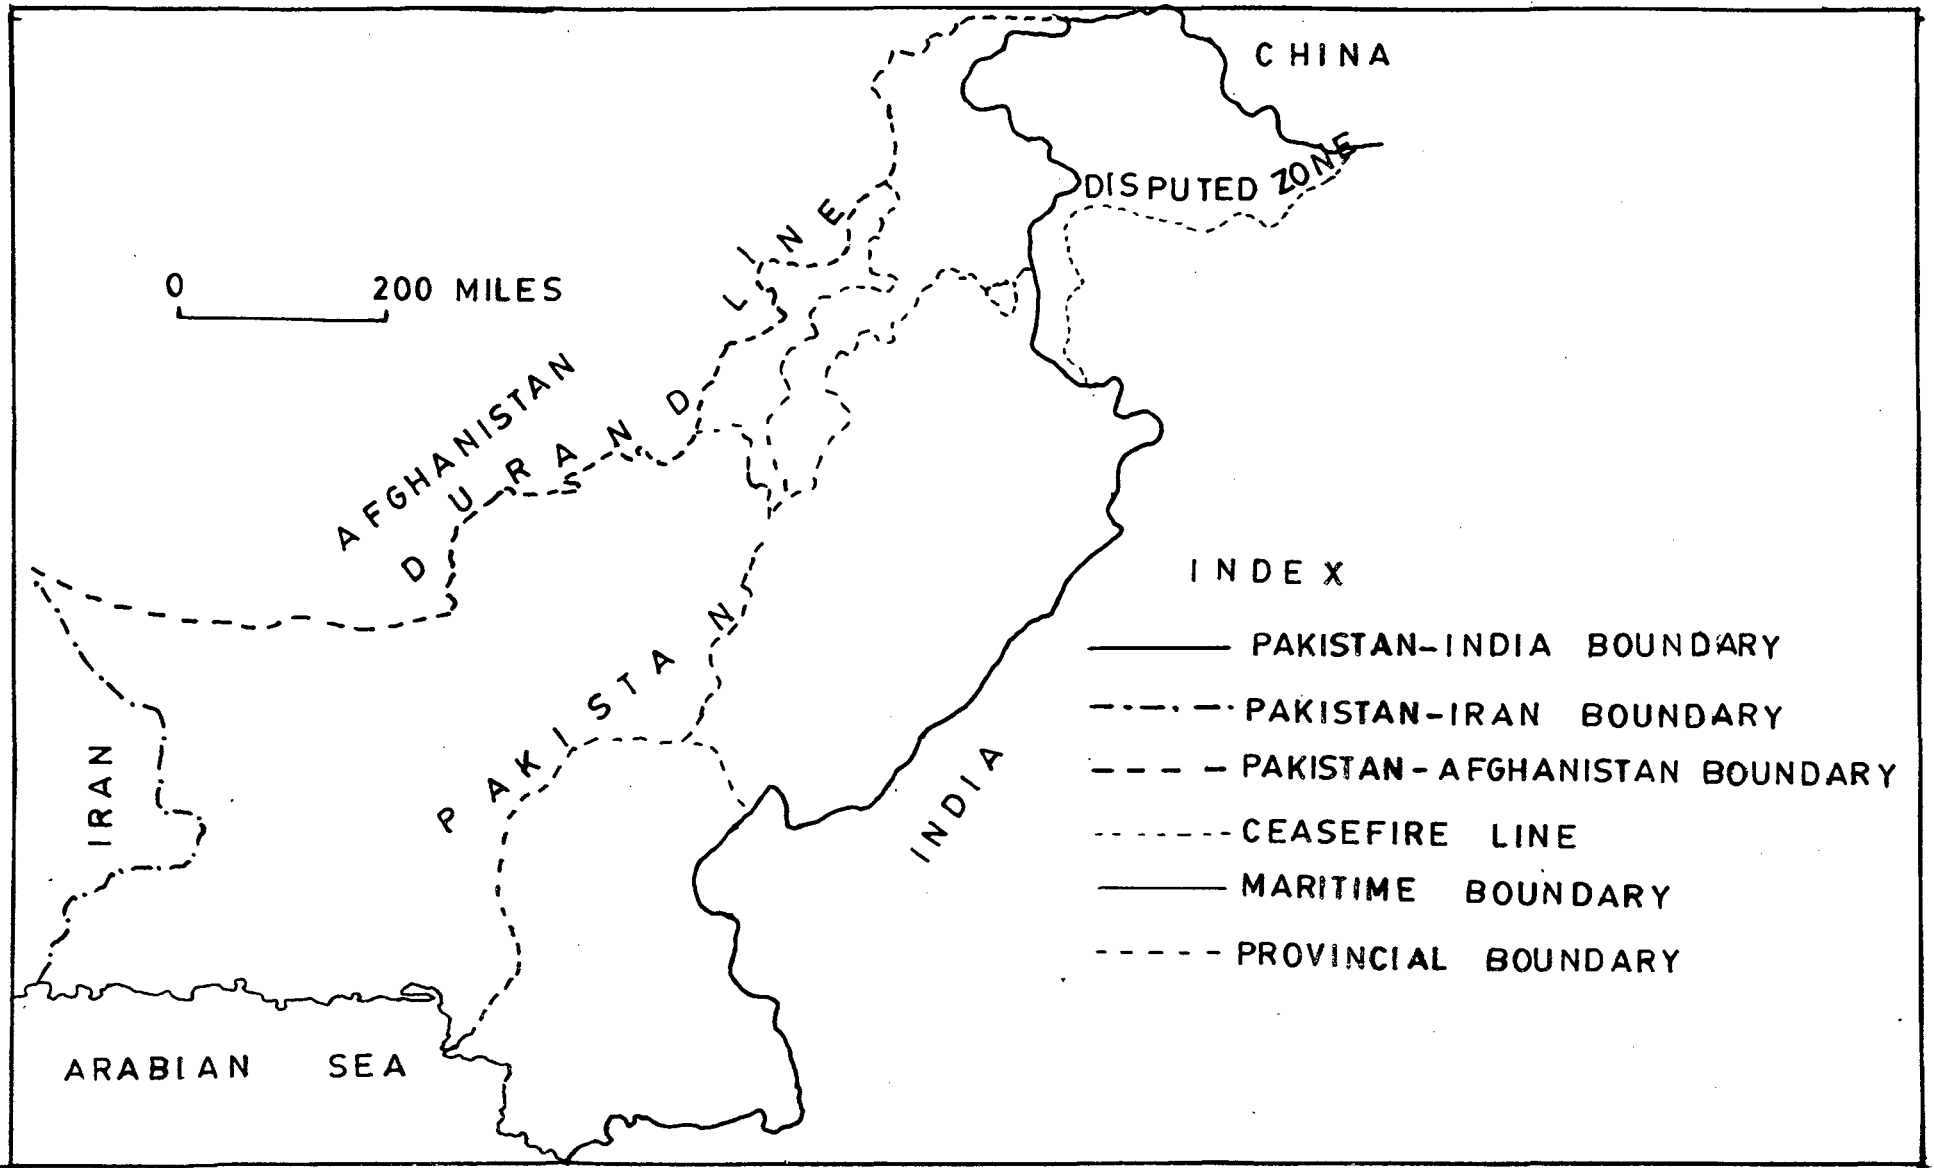 CHINA
DISPUTED ZONE
0 200 MILES
AFGHANISTAN
DURAND LINE
PAKISTAN
IRAN
INDIA
ARABIAN SEA
INDEX
PAKISTAN-INDIA BOUNDARY
PAKISTAN-IRAN BOUNDARY
PAKISTAN-AFGHANISTAN BOUNDARY
CEASEFIRE LINE
MARITIME BOUNDARY
PROVINCIAL BOUNDARY